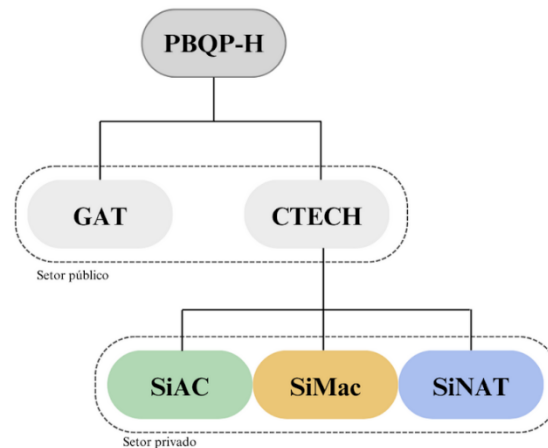 PBQP-H
GAT
CTECH
Setor público
SiAC
SiMac
SiNAT
Setor privado